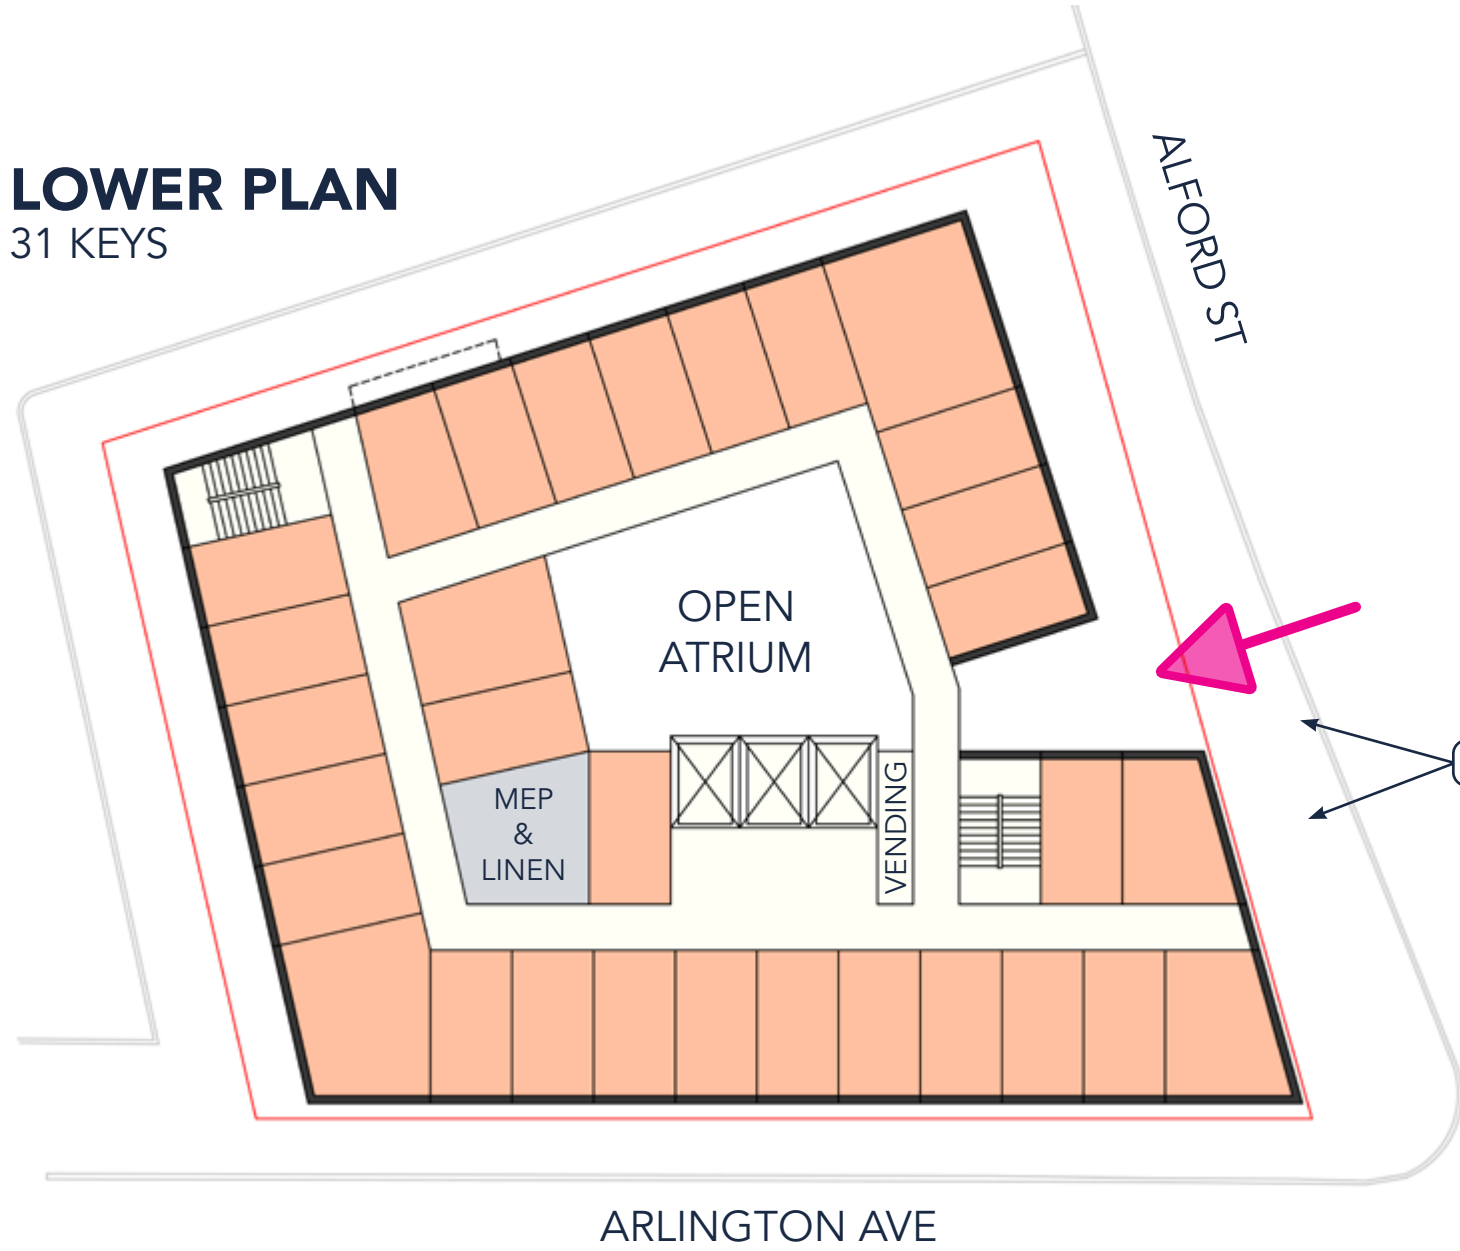 LOWER PLAN
31 KEYS
ALFORD ST
OPEN
ATRIUM
MEP
&
LINEN
VENDING
ARLINGTON AVE